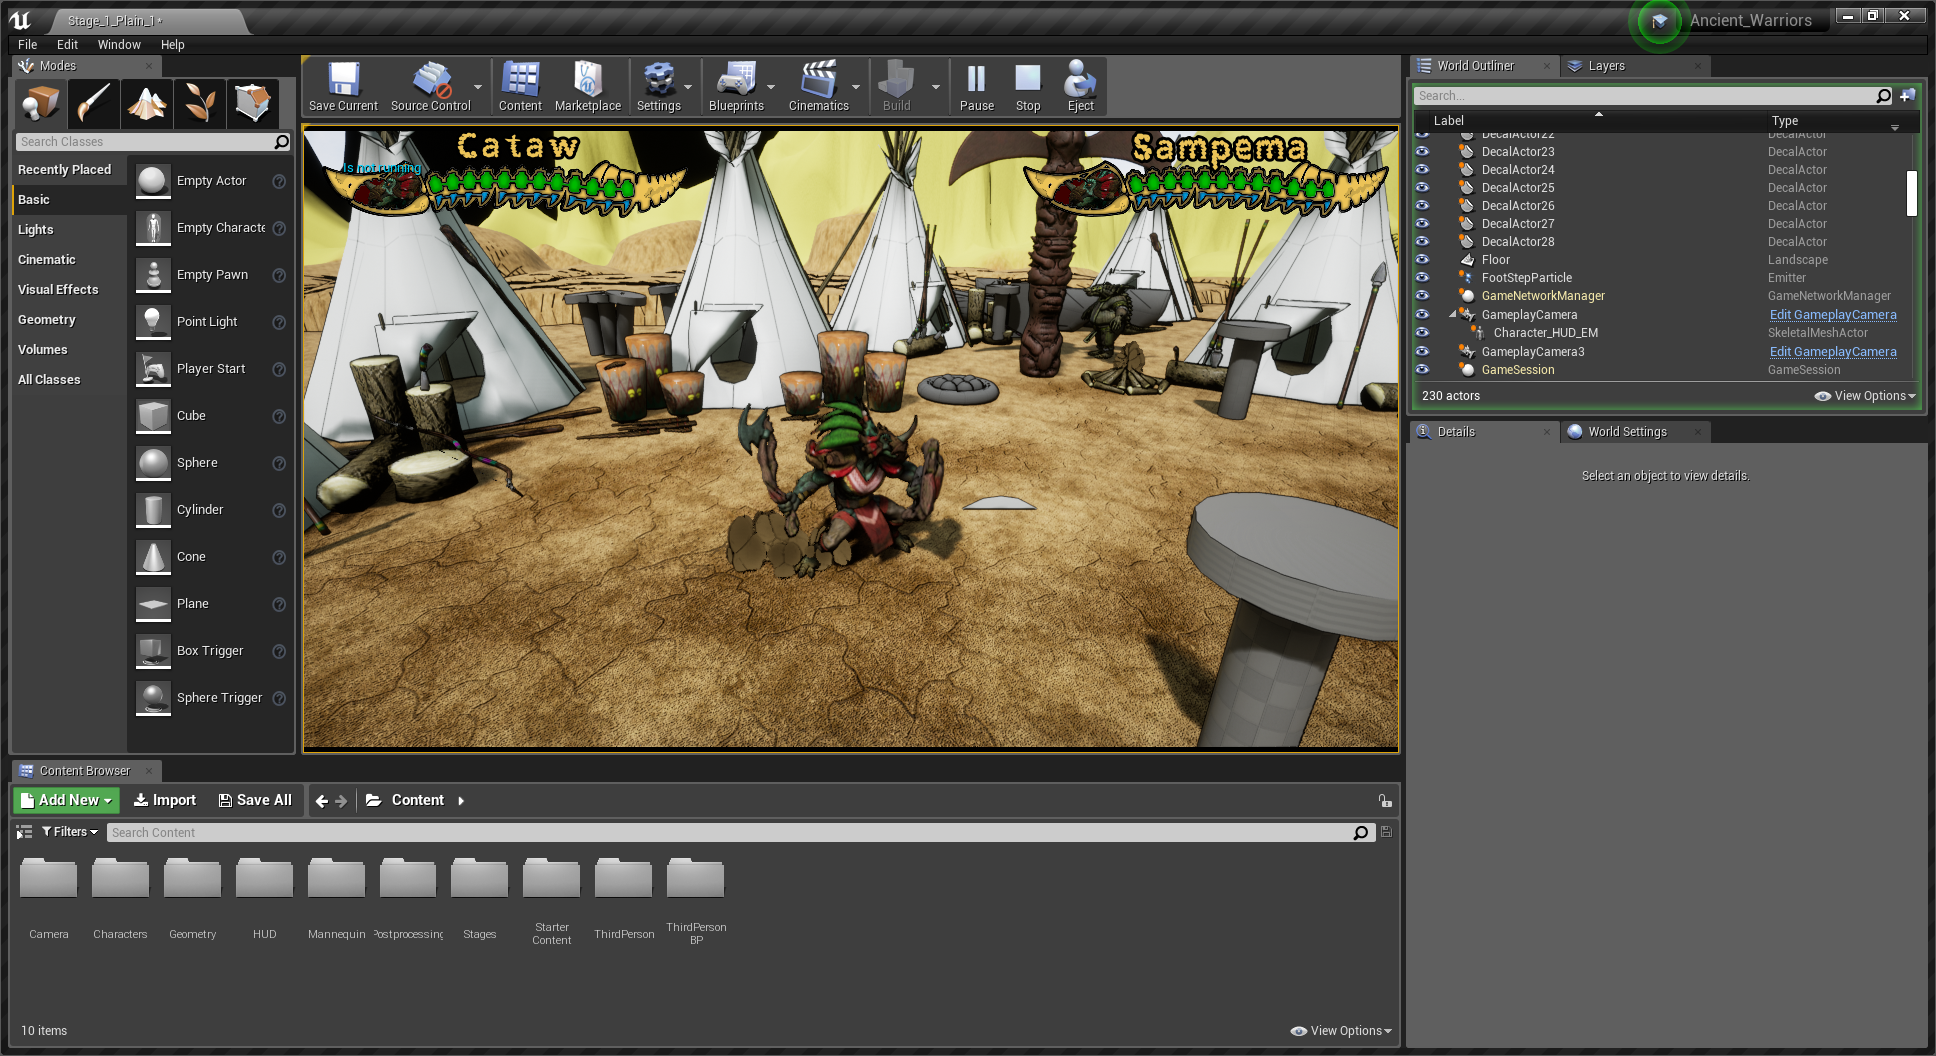 Stage_1_Plain_1*
Ancient_Warriors
File Edit Window Help
Modes
Search Classes
Recently Placed
Basic
Lights
Cinematic
Visual Effects
Geometry
Volumes
All Classes
Empty Actor
Empty Characte
Empty Pawn
Point Light
Player Start
Cube
Sphere
Cylinder
Cone
Plane
Box Trigger
Sphere Trigger
Save Current
Source Control
Content
Marketplace
Settings
Blueprints
Cinematics
Build
Pause
Stop
Eject
Cataw
Is not running
Sampema
World Outliner
Layers
Search...
Label Type
DecalActor22 DecalActor
DecalActor23 DecalActor
DecalActor24 DecalActor
DecalActor25 DecalActor
DecalActor26 DecalActor
DecalActor27 DecalActor
DecalActor28 DecalActor
Floor Landscape
FootStepParticle Emitter
GameNetworkManager GameNetworkManager
GameplayCamera Edit GameplayCamera
Character_HUD_EM SkeletalMeshActor
GameplayCamera3 Edit GameplayCamera
GameSession GameSession
230 actors View Options
Details
World Settings
Select an object to view details.
Content Browser
Add New Import Save All Content
Filters Search Content
Camera
Characters
Geometry
HUD
Mannequin
Postprocessing
Stages
Starter
Content
ThirdPerson
ThirdPerson
BP
10 items View Options